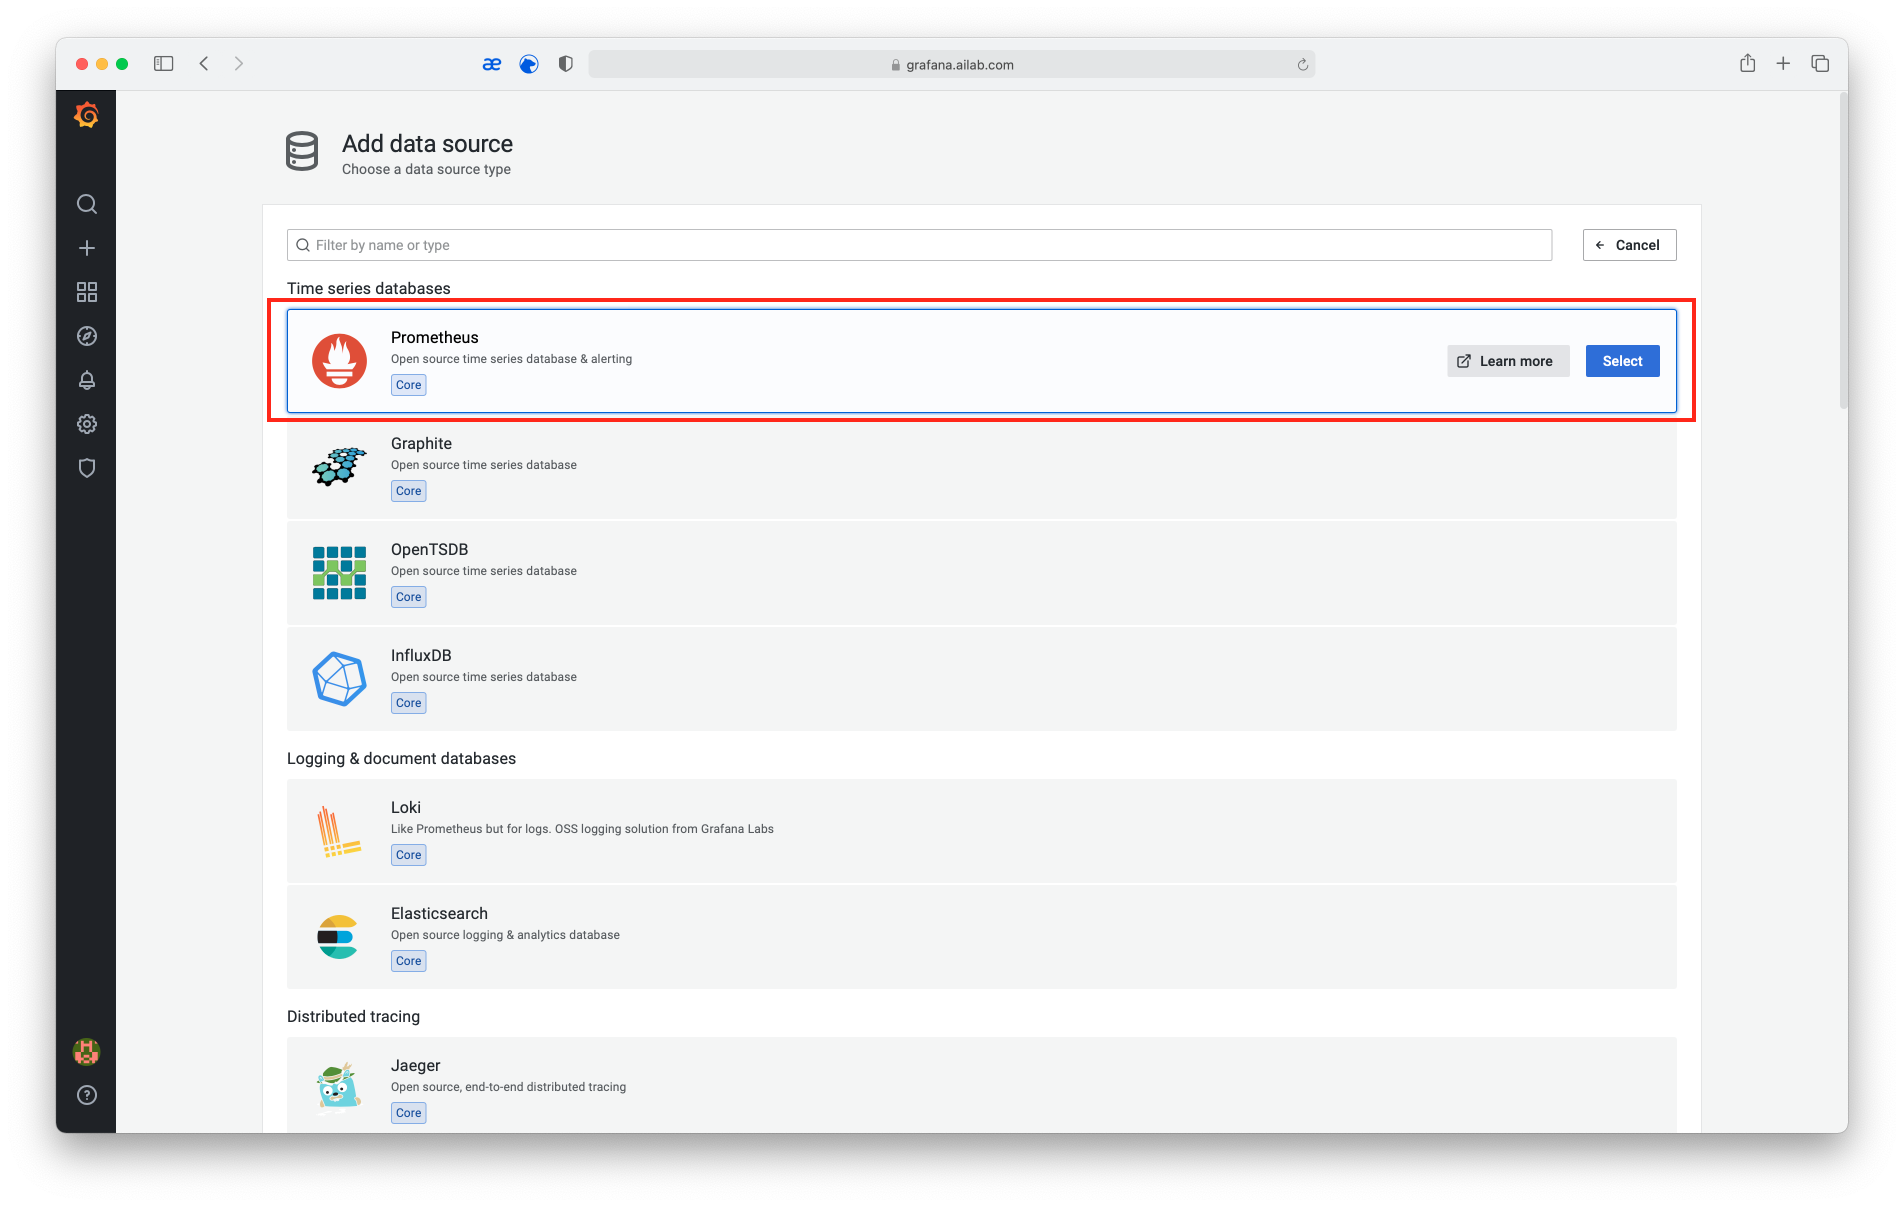 æ
grafana.ailab.com
Add data source
Choose a data source type
Filter by name or type
← Cancel
Time series databases
Prometheus
Open source time series database & alerting
Core
Learn more
Select
Graphite
Open source time series database
Core
OpenTSDB
Open source time series database
Core
InfluxDB
Open source time series database
Core
Logging & document databases
Loki
Like Prometheus but for logs. OSS logging solution from Grafana Labs
Core
Elasticsearch
Open source logging & analytics database
Core
Distributed tracing
Jaeger
Open source, end-to-end distributed tracing
Core